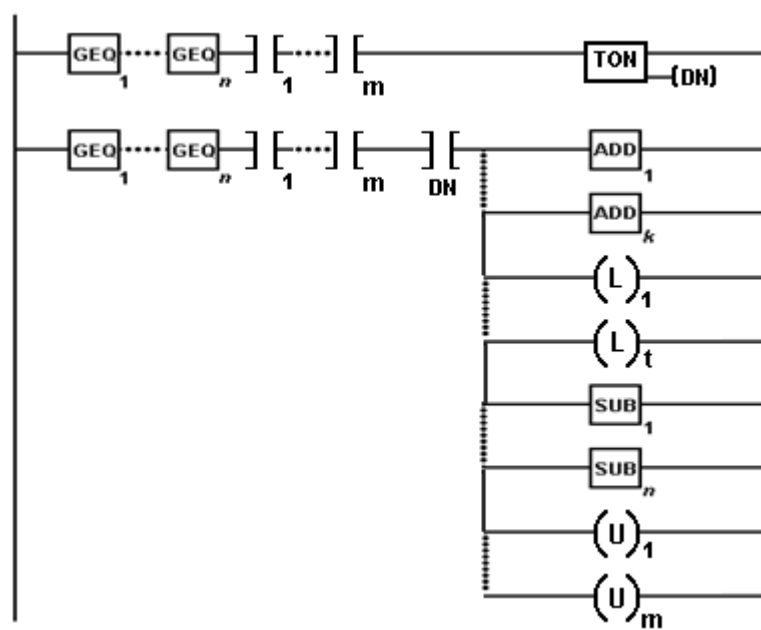 GEQ 1 GEQ n ] [ 1 ] [ m TON (DN)
GEQ 1 GEQ n ] [ 1 ] [ m ] [ DN ADD 1
ADD k
(L) 1
(L) t
SUB 1
SUB n
(U) 1
(U) m